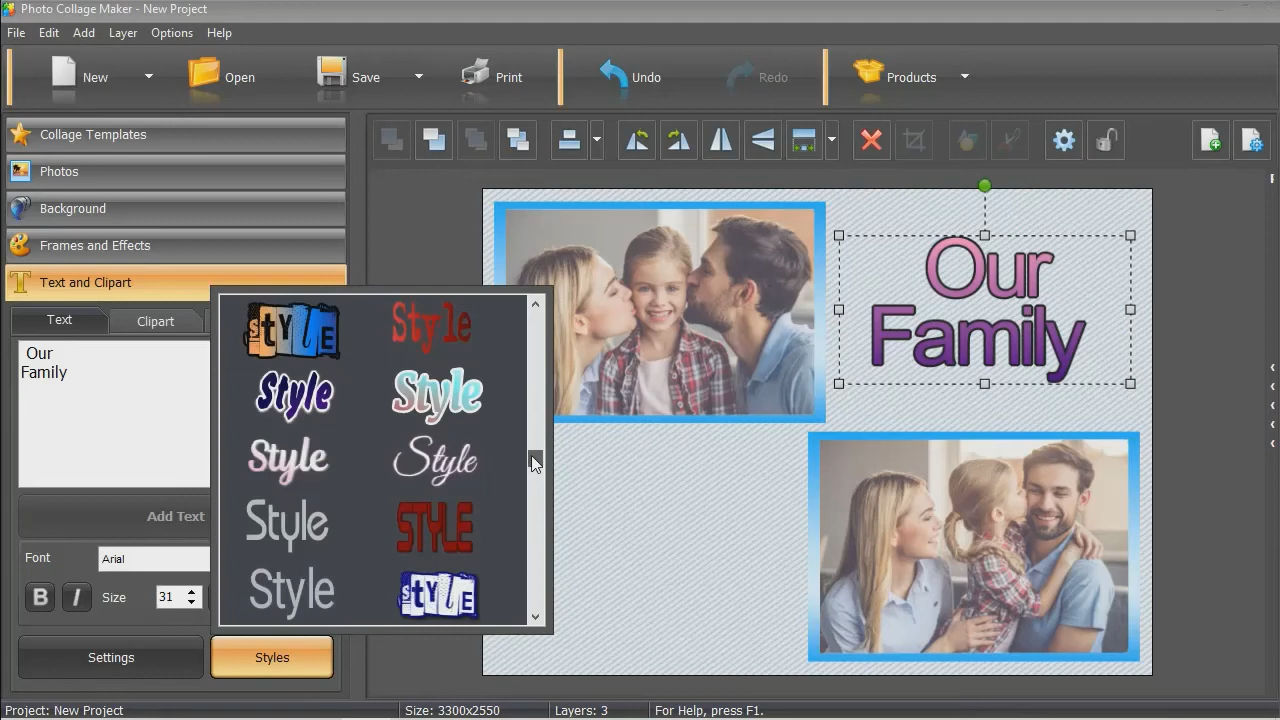 Photo Collage Maker - New Project
File Edit Add Layer Options Help
New Open Save Print Undo Redo Products
Collage Templates
Photos
Background
Frames and Effects
Text and Clipart
Text Clipart
Our
Family
Add Text
Font Arial
B I Size 31
Settings Styles
StYLE Style
Style Style
Style Style
Style STYLE
Style StYLE
Our
Family
Project: New Project Size: 3300x2550 Layers: 3 For Help, press F1.